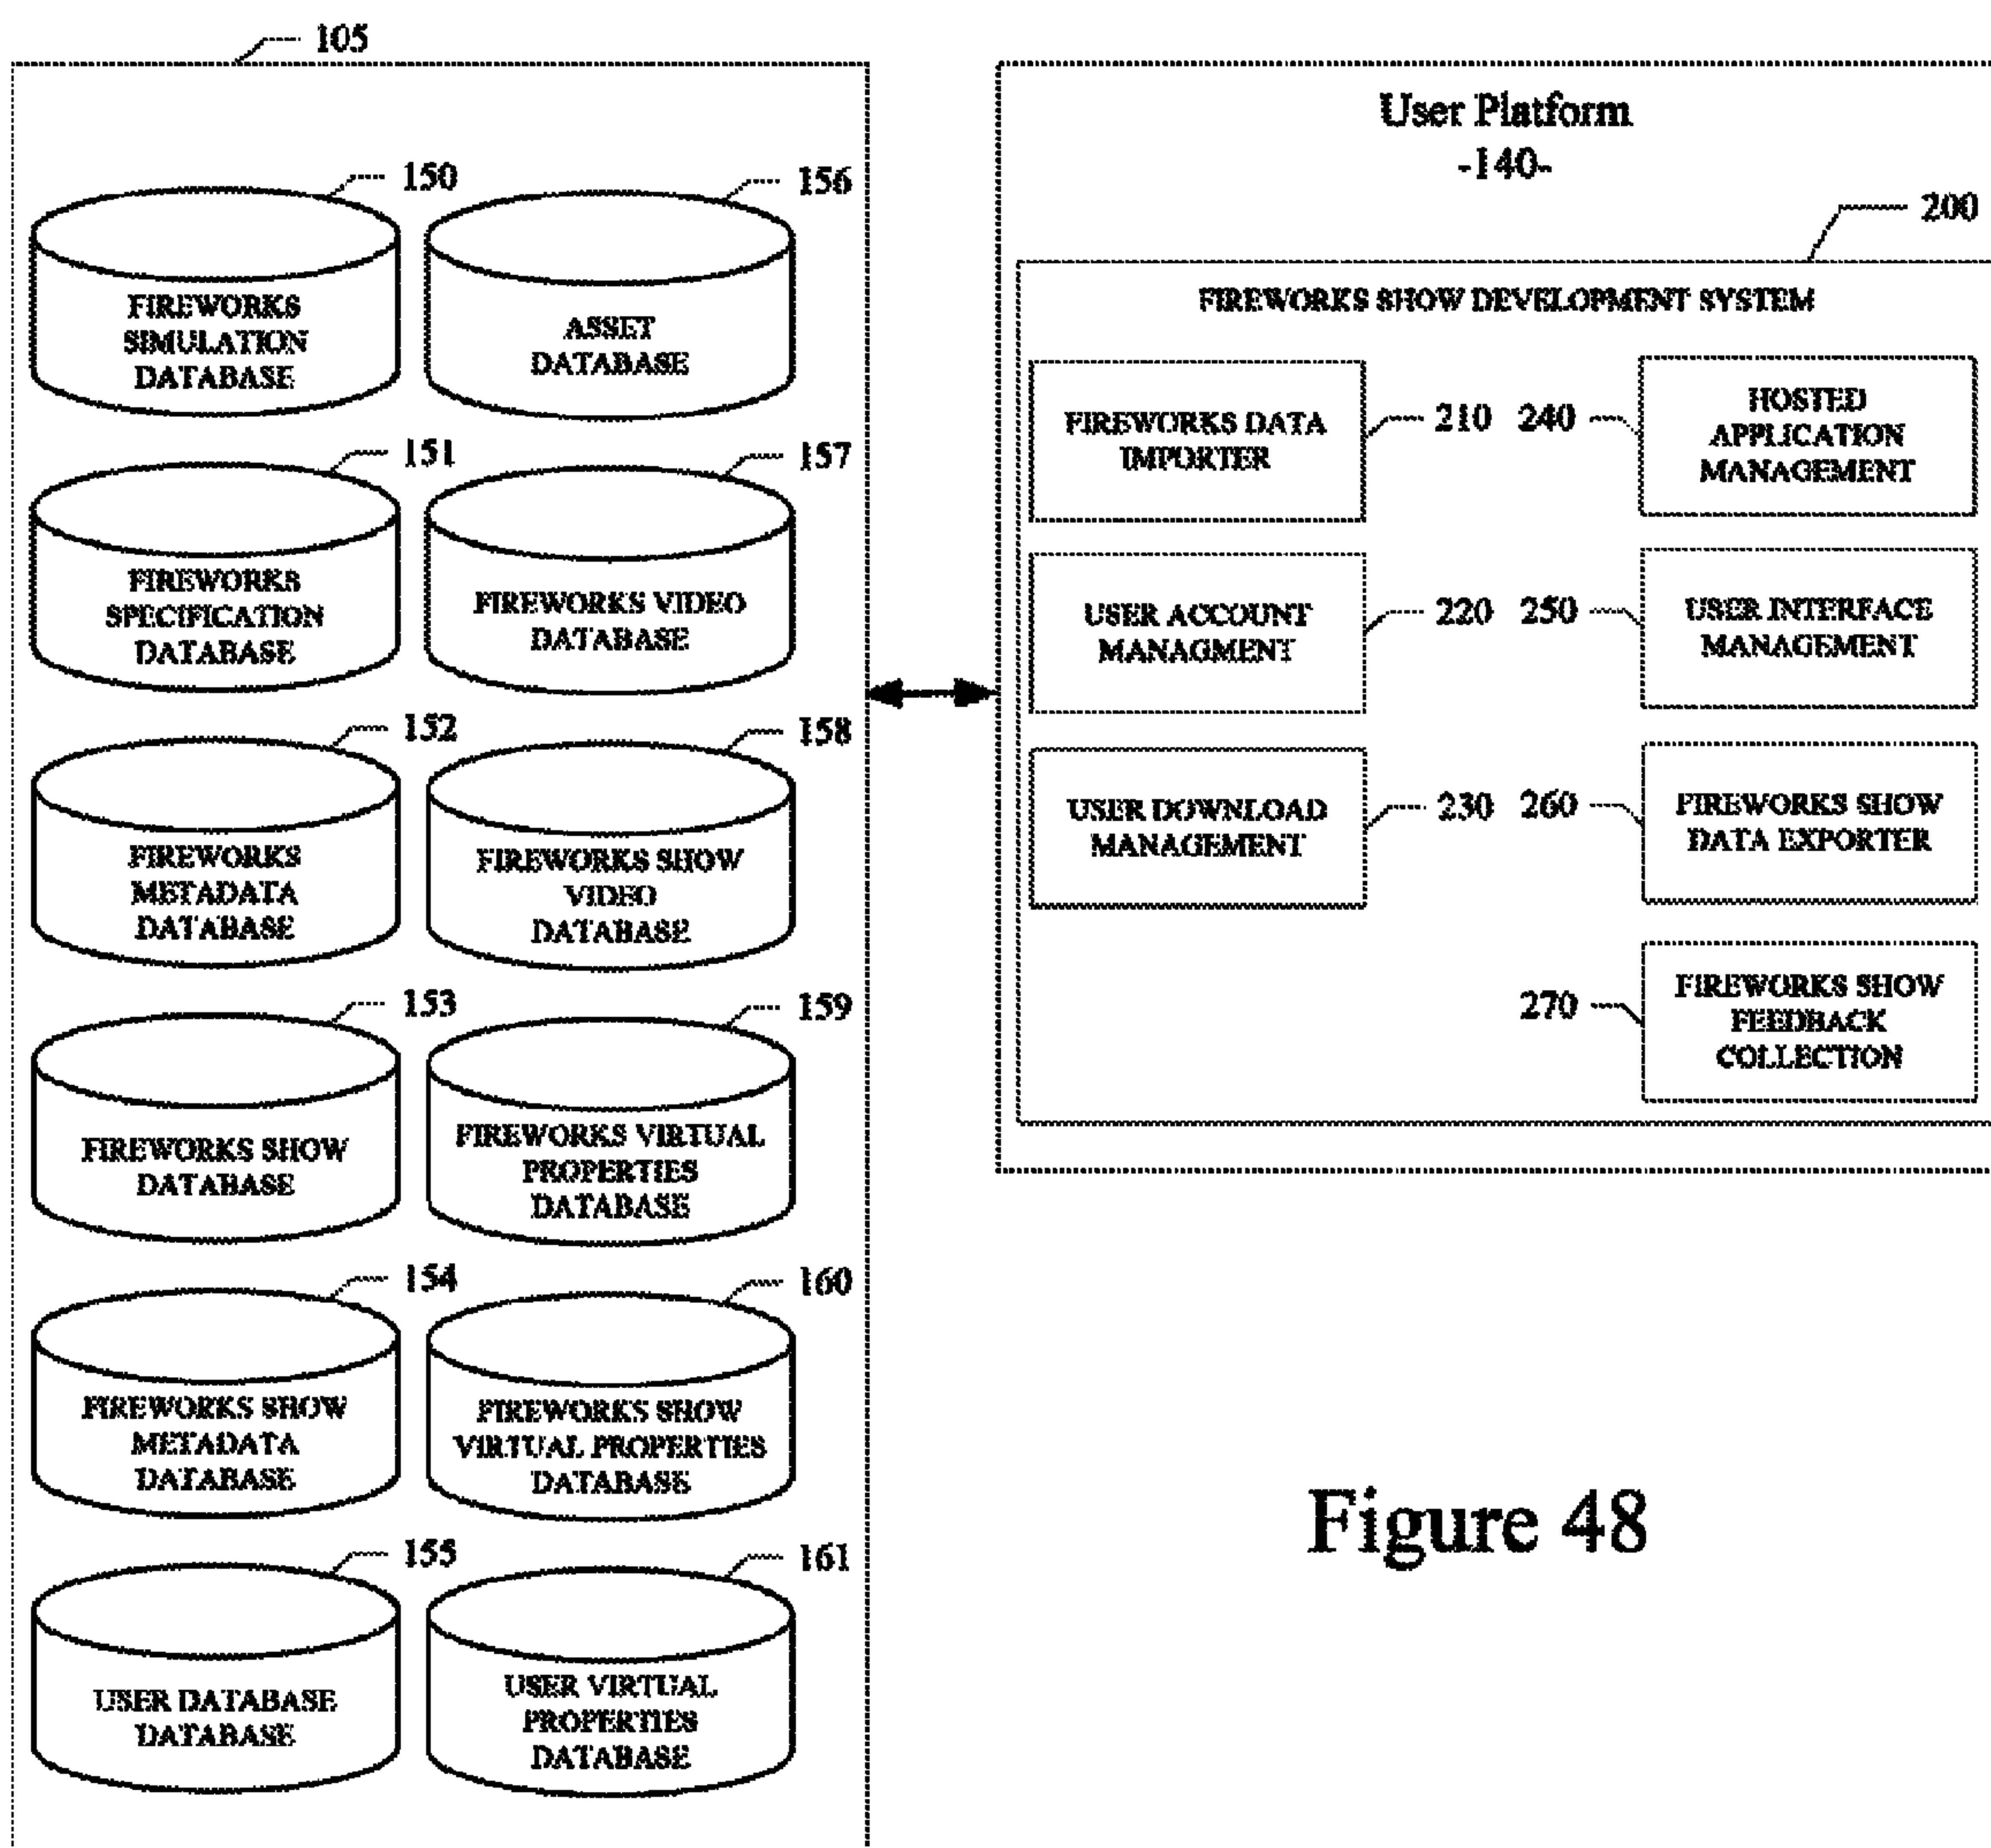 105
150
FIREWORKS
SIMULATION
DATABASE
156
ASSET
DATABASE
151
FIREWORKS
SPECIFICATION
DATABASE
157
FIREWORKS VIDEO
DATABASE
152
FIREWORKS
METADATA
DATABASE
158
FIREWORKS SHOW
VIDEO
DATABASE
153
FIREWORKS SHOW
DATABASE
159
FIREWORKS VIRTUAL
PROPERTIES
DATABASE
154
FIREWORKS SHOW
METADATA
DATABASE
160
FIREWORKS SHOW
VIRTUAL PROPERTIES
DATABASE
155
USER DATABASE
DATABASE
161
USER VIRTUAL
PROPERTIES
DATABASE
User Platform
-140-
200
FIREWORKS SHOW DEVELOPMENT SYSTEM
FIREWORKS DATA
IMPORTER
210
240
HOSTED
APPLICATION
MANAGEMENT
USER ACCOUNT
MANAGMENT
220
250
USER INTERFACE
MANAGEMENT
USER DOWNLOAD
MANAGEMENT
230
260
FIREWORKS SHOW
DATA EXPORTER
270
FIREWORKS SHOW
FEEDBACK
COLLECTION
Figure 48